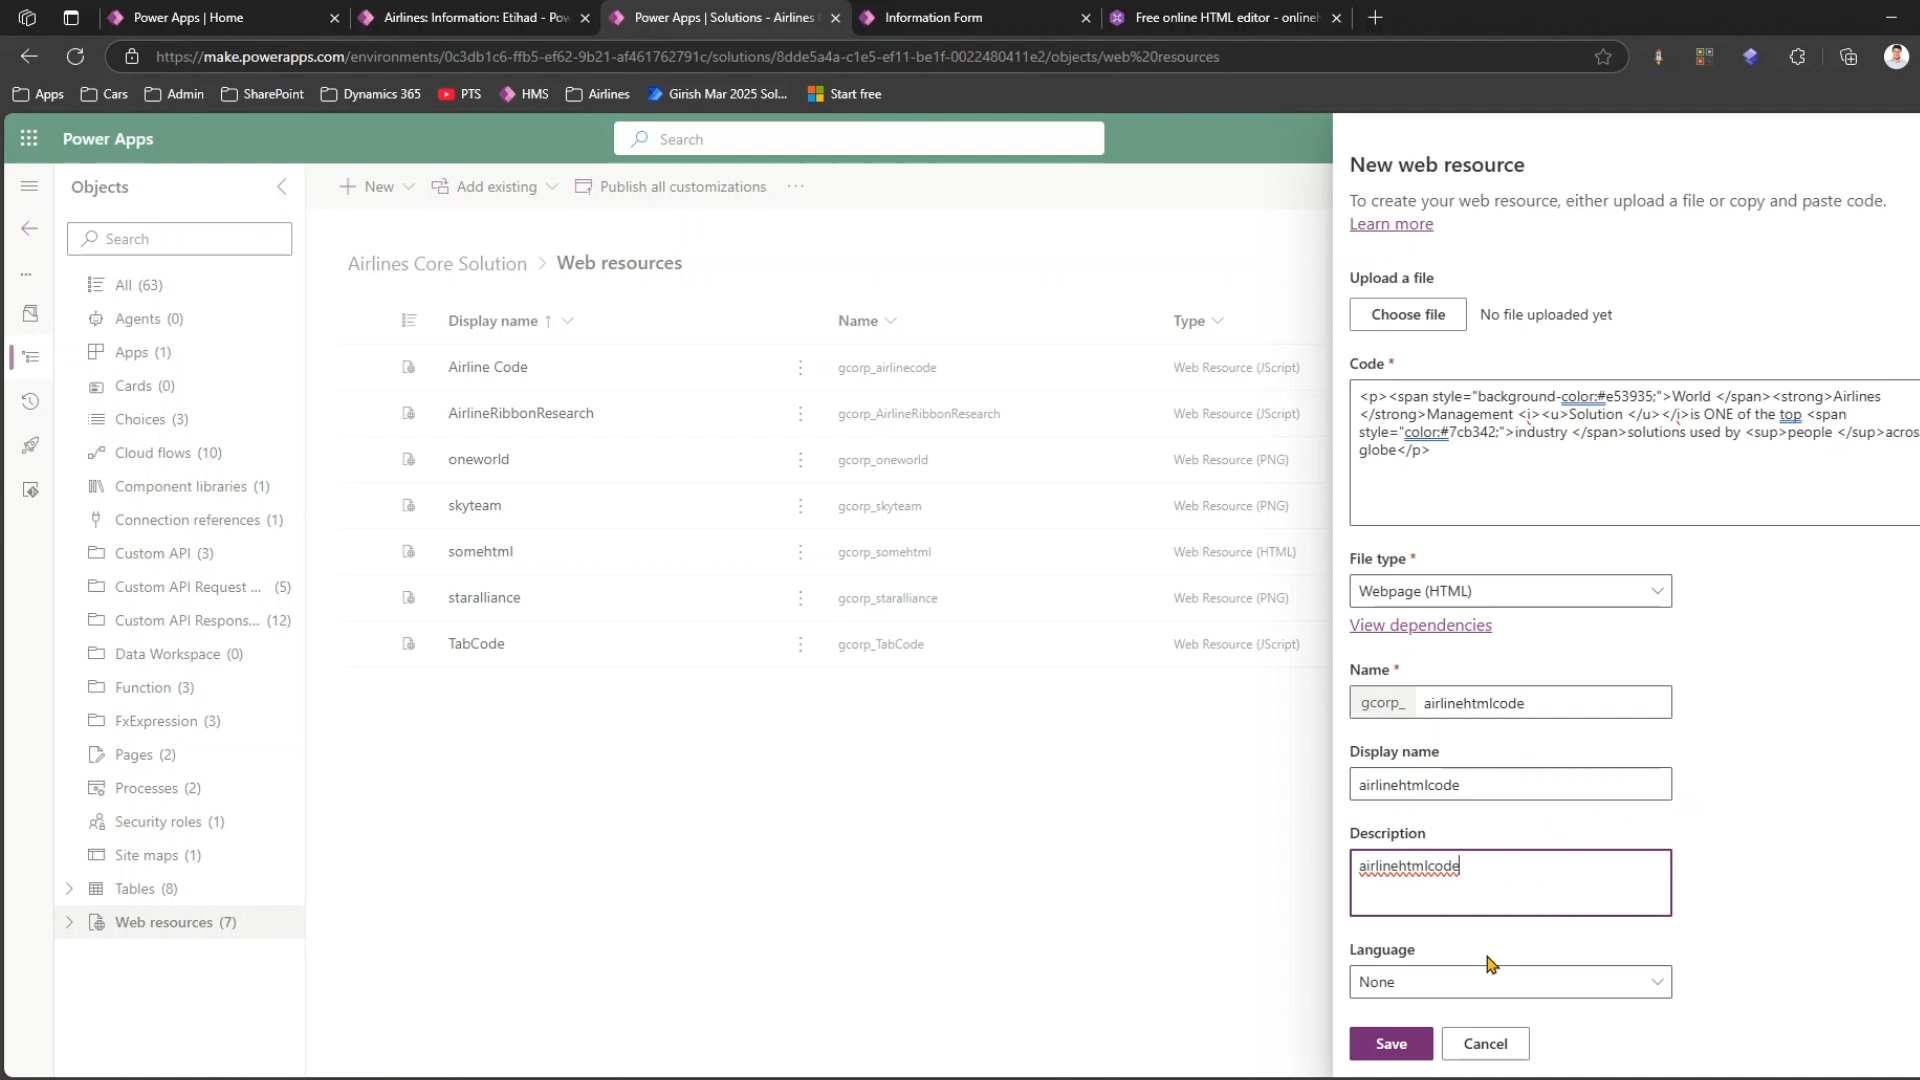 Power Apps | Home
Airlines: Information: Etihad - Pow
Power Apps | Solutions - Airlines
Information Form
Free online HTML editor - onlineh
https://make.powerapps.com/environments/0c3db1c6-ffb5-ef62-9b21-af461762791c/solutions/8dde5a4a-c1e5-ef11-be1f-0022480411e2/objects/web%20resources
Apps
Cars
Admin
SharePoint
Dynamics 365
PTS
HMS
Airlines
Girish Mar 2025 Sol...
Start free
Power Apps
Search
Objects
Search
All (63)
Agents (0)
Apps (1)
Cards (0)
Choices (3)
Cloud flows (10)
Component libraries (1)
Connection references (1)
Custom API (3)
Custom API Request ... (5)
Custom API Respons... (12)
Data Workspace (0)
Function (3)
FxExpression (3)
Pages (2)
Processes (2)
Security roles (1)
Site maps (1)
Tables (8)
Web resources (7)
New
Add existing
Publish all customizations
Airlines Core Solution > Web resources
Display name ↑ Name Type
Airline Code gcorp_airlinecode Web Resource (JScript)
AirlineRibbonResearch gcorp_AirlineRibbonResearch Web Resource (JScript)
oneworld gcorp_oneworld Web Resource (PNG)
skyteam gcorp_skyteam Web Resource (PNG)
somehtml gcorp_somehtml Web Resource (HTML)
staralliance gcorp_staralliance Web Resource (PNG)
TabCode gcorp_TabCode Web Resource (JScript)
New web resource
To create your web resource, either upload a file or copy and paste code.
Learn more
Upload a file
Choose file No file uploaded yet
Code *
<p><span style="background-color:#e53935;">World </span><strong>Airlines
</strong>Management <i><u>Solution </u></i>is ONE of the top <span
style="color:#7cb342;">industry </span>solutions used by <sup>people </sup>acros
globe</p>
File type *
Webpage (HTML)
View dependencies
Name *
gcorp_ airlinehtmlcode
Display name
airlinehtmlcode
Description
airlinehtmlcode
Language
None
Save Cancel